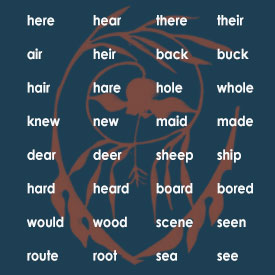 here hear there their
air heir back buck
hair hare hole whole
knew new maid made
dear deer sheep ship
hard heard board bored
would wood scene seen
route root sea see